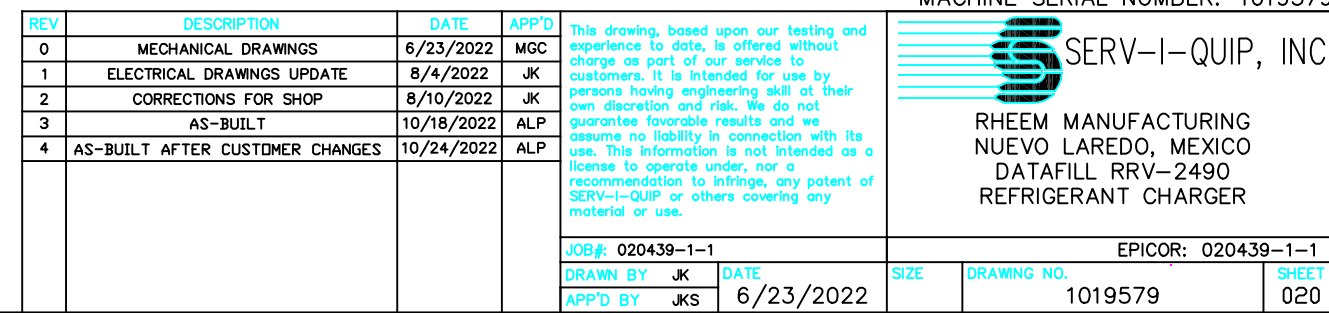 MACHINE SERIAL NUMBER: 1019579
REV DESCRIPTION DATE APP'D
0 MECHANICAL DRAWINGS 6/23/2022 MGC
1 ELECTRICAL DRAWINGS UPDATE 8/4/2022 JK
2 CORRECTIONS FOR SHOP 8/10/2022 JK
3 AS-BUILT 10/18/2022 ALP
4 AS-BUILT AFTER CUSTOMER CHANGES 10/24/2022 ALP
This drawing, based upon our testing and
experience to date, is offered without
charge as part of our service to
customers. It is intended for use by
persons having engineering skill at their
own discretion and risk. We do not
guarantee favorable results and we
assume no liability in connection with its
use. This information is not intended as a
license to operate under, nor a
recommendation to infringe, any patent of
SERV-I-QUIP or others covering any
material or use.
SERV-I-QUIP, INC
RHEEM MANUFACTURING
NUEVO LAREDO, MEXICO
DATAFILL RRV-2490
REFRIGERANT CHARGER
JOB#: 020439-1-1
EPICOR: 020439-1-1
DRAWN BY JK
APP'D BY JKS
DATE
6/23/2022
SIZE
DRAWING NO.
1019579
SHEET
020